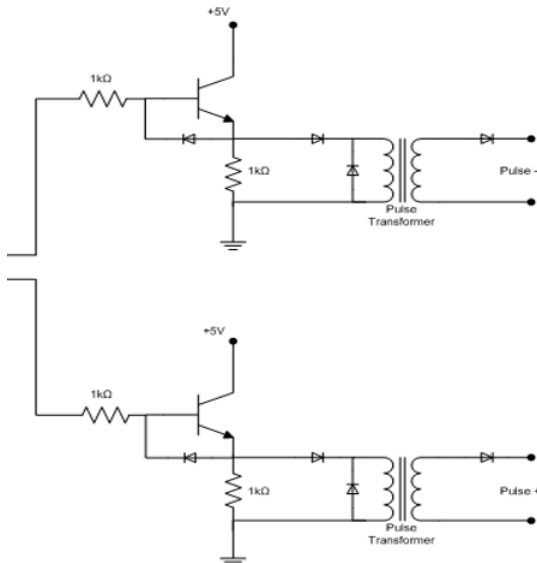 +5V
1kΩ
1kΩ
Pulse -
Pulse
Transformer
+5V
1kΩ
1kΩ
Pulse +
Pulse
Transformer